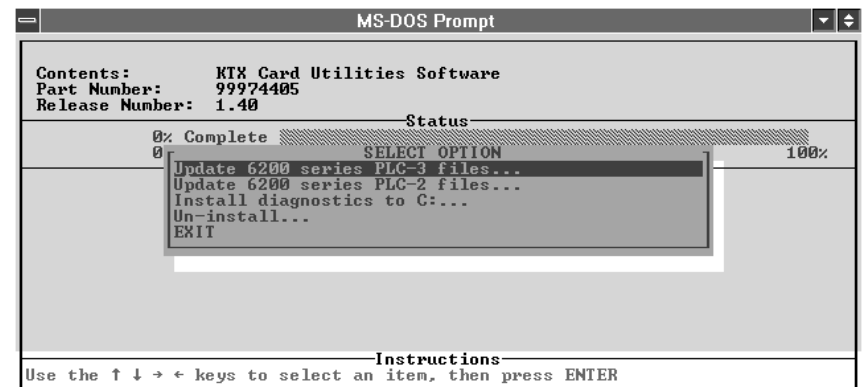 MS-DOS Prompt
Contents: KTX Card Utilities Software
Part Number: 99974405
Release Number: 1.40
Status
0% Complete
0 100%
SELECT OPTION
Update 6200 series PLC-3 files...
Update 6200 series PLC-2 files...
Install diagnostics to C:...
Un-install...
EXIT
Instructions
Use the ↑ ↓ → ← keys to select an item, then press ENTER